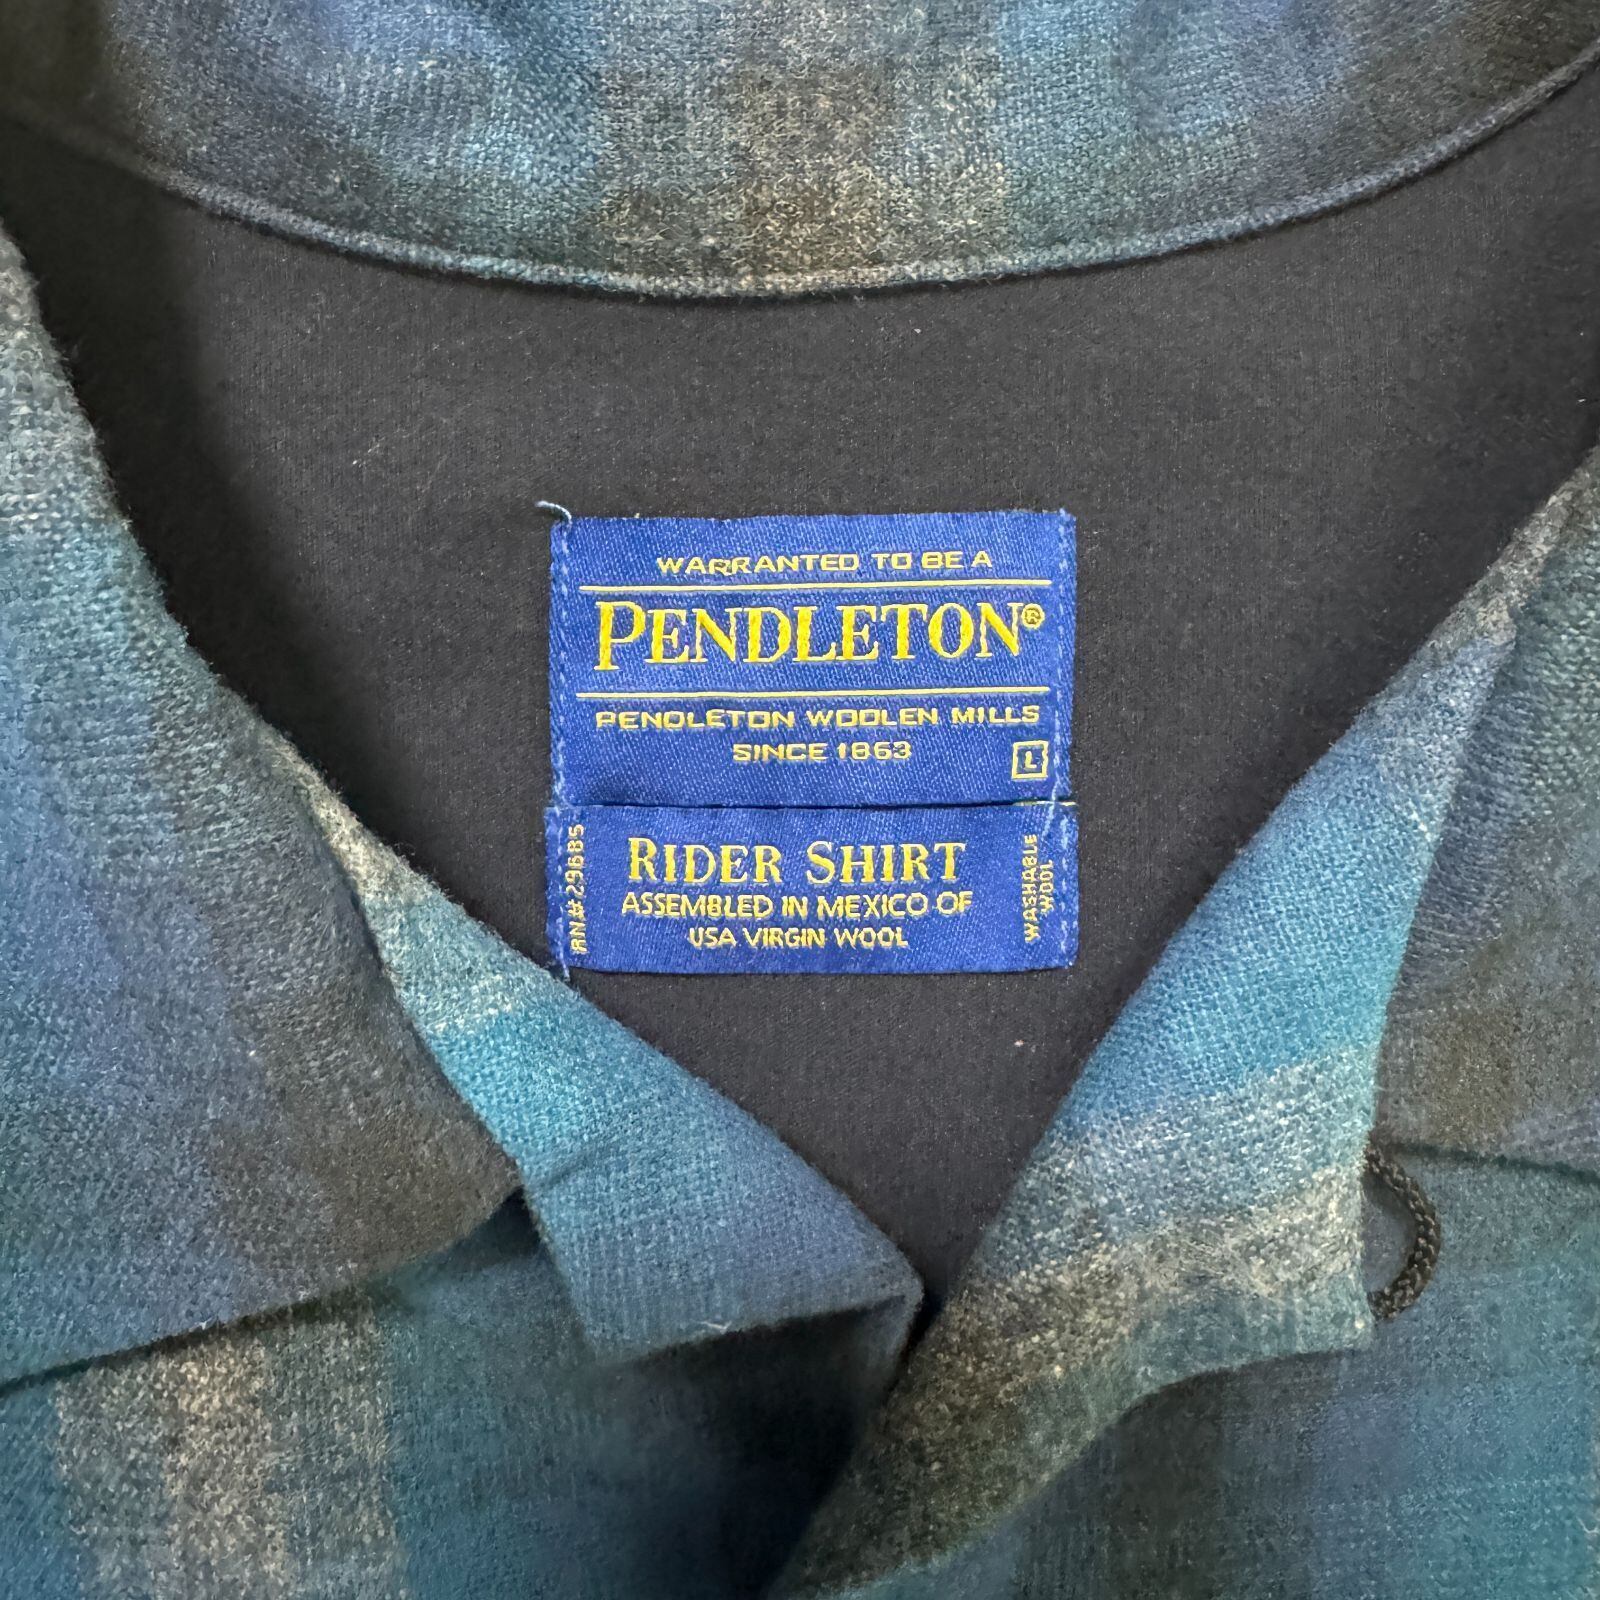 WARRANTED TO BE A
PENDLETON®
PENDLETON WOOLEN MILLS
SINCE 1863
L
RN#29685
RIDER SHIRT
ASSEMBLED IN MEXICO OF
USA VIRGIN WOOL
WASHABLE
WOOL